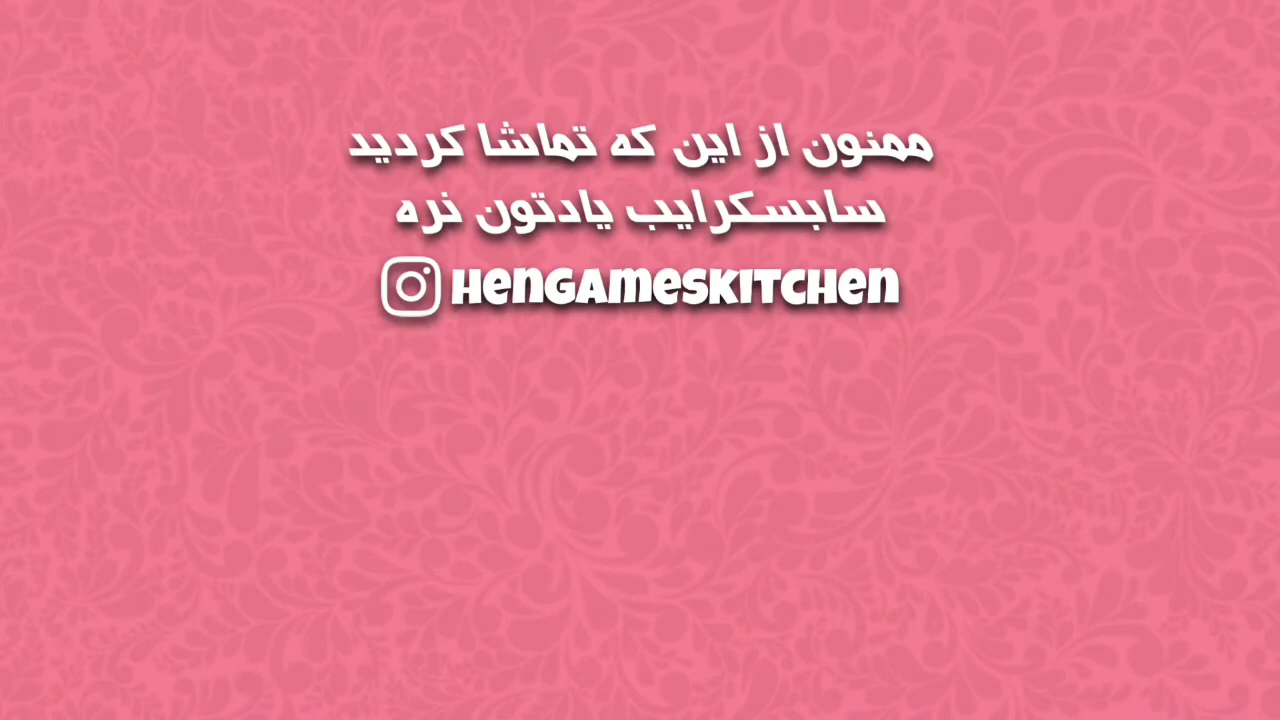 ممنون از این که تماشا کردید
سابسکرایب یادتون نره
HENGAMESKITCHEN